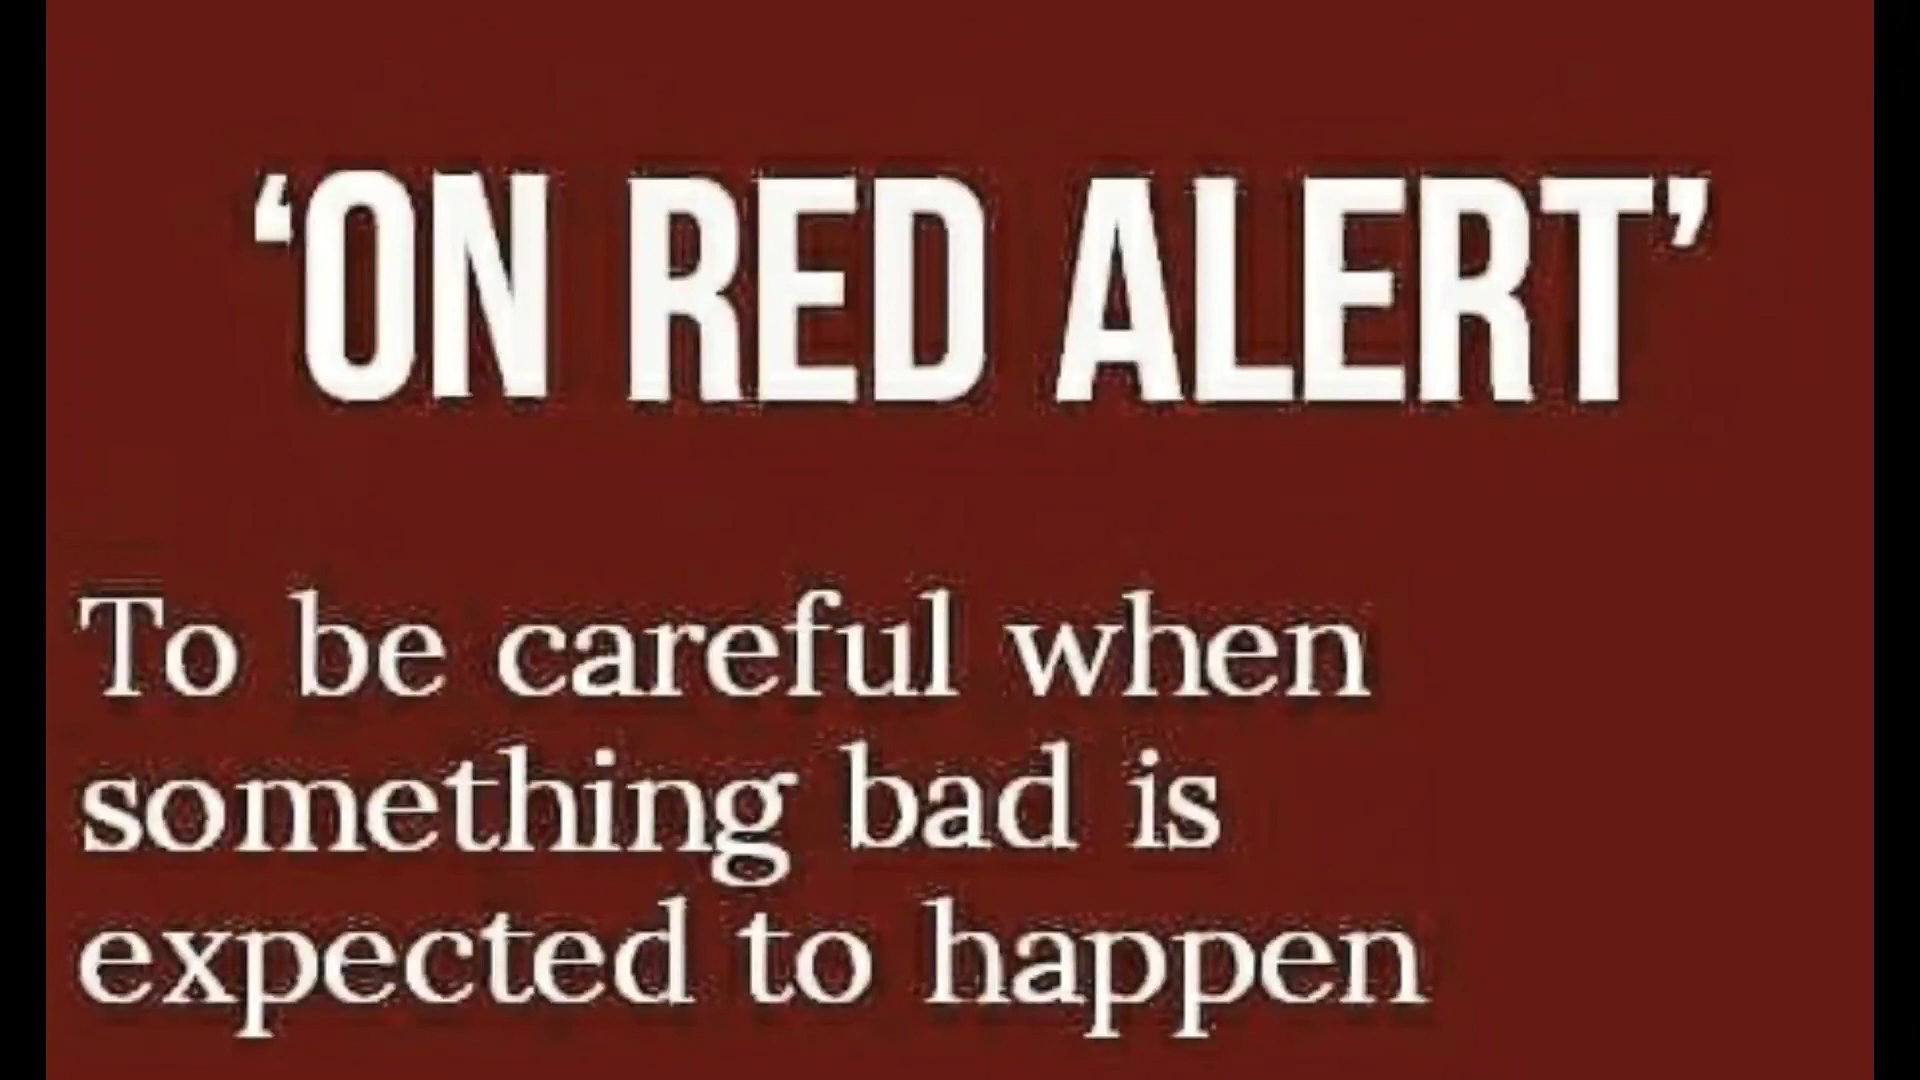 ‘ON RED ALERT’
To be careful when
something bad is
expected to happen